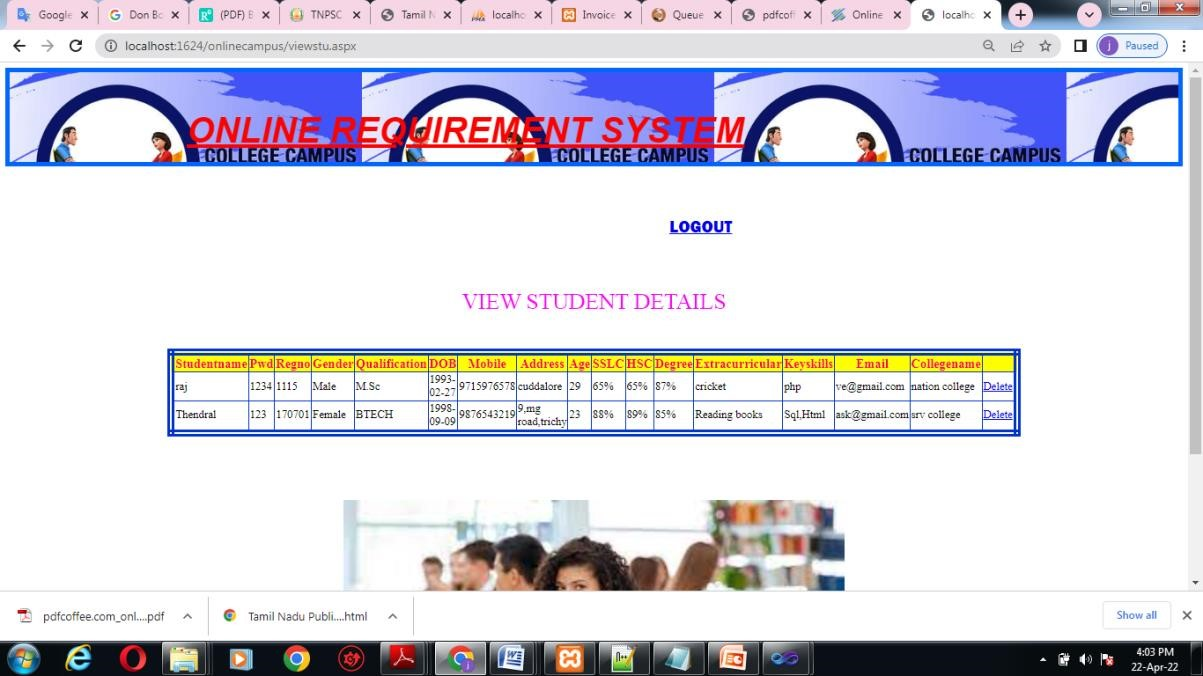 Google
Don Bo
(PDF) E
TNPSC
Tamil N
localho
Invoice
Queue
pdfcoff
Online
localho
localhost:1624/onlinecampus/viewstu.aspx
j Paused
ONLINE REQUIREMENT SYSTEM
COLLEGE CAMPUS COLLEGE CAMPUS COLLEGE CAMPUS
LOGOUT
VIEW STUDENT DETAILS
Studentname Pwd Regno Gender Qualification DOB Mobile Address Age SSLC HSC Degree Extracurricular Keyskills Email Collegename
raj 1234 1115 Male M.Sc 1993-02-27 9715976578 cuddalore 29 65% 65% 87% cricket php ve@gmail.com nation college Delete
Thendral 123 170701 Female BTECH 1998-09-09 9876543219 9,mg road,trichy 23 88% 89% 85% Reading books Sql,Html ask@gmail.com srv college Delete
pdfcoffee.com_onl....pdf
Tamil Nadu Publi....html
Show all
4:03 PM
22-Apr-22